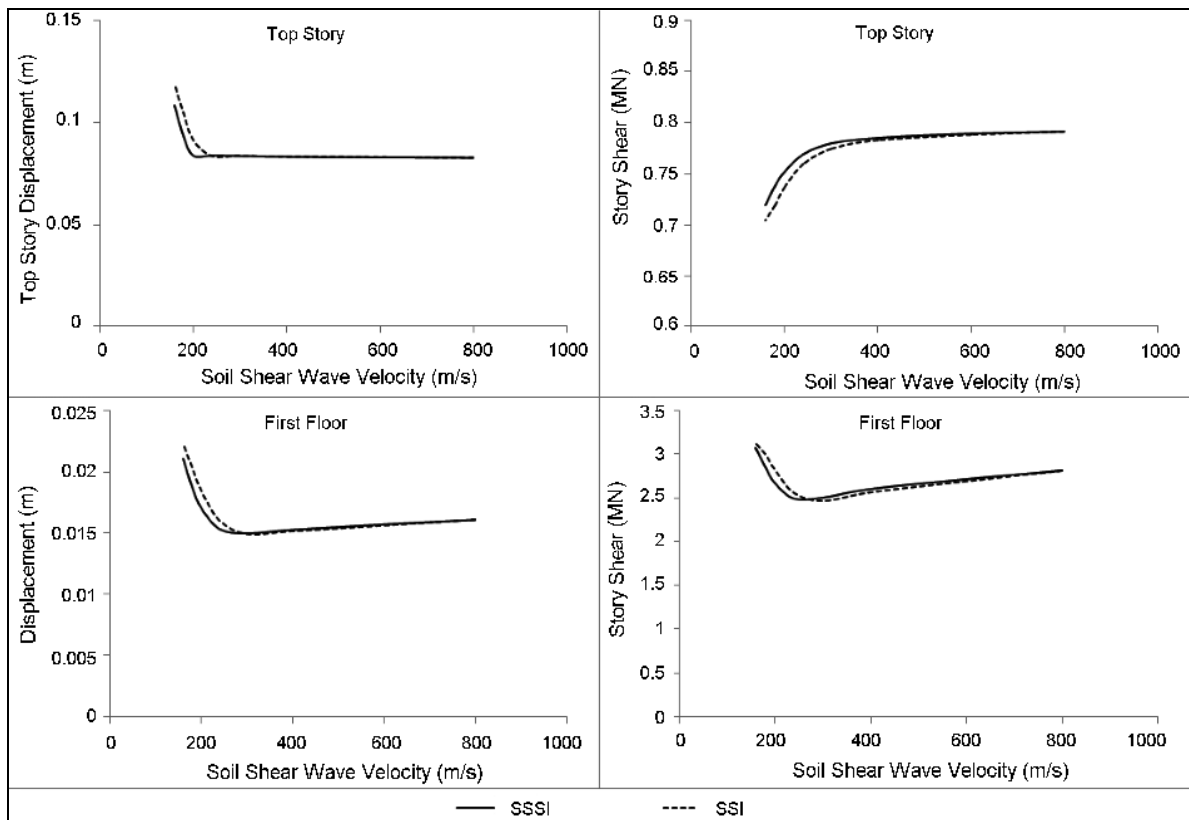 Top Story
Top Story Displacement (m)
0.15
0.1
0.05
0
0 200 400 600 800 1000
Soil Shear Wave Velocity (m/s)
Top Story
Story Shear (MN)
0.9
0.85
0.8
0.75
0.7
0.65
0.6
0 200 400 600 800 1000
Soil Shear Wave Velocity (m/s)
First Floor
Displacement (m)
0.025
0.02
0.015
0.01
0.005
0
0 200 400 600 800 1000
Soil Shear Wave Velocity (m/s)
First Floor
Story Shear (MN)
3.5
3
2.5
2
1.5
1
0.5
0
0 200 400 600 800 1000
Soil Shear Wave Velocity (m/s)
SSSI SSI